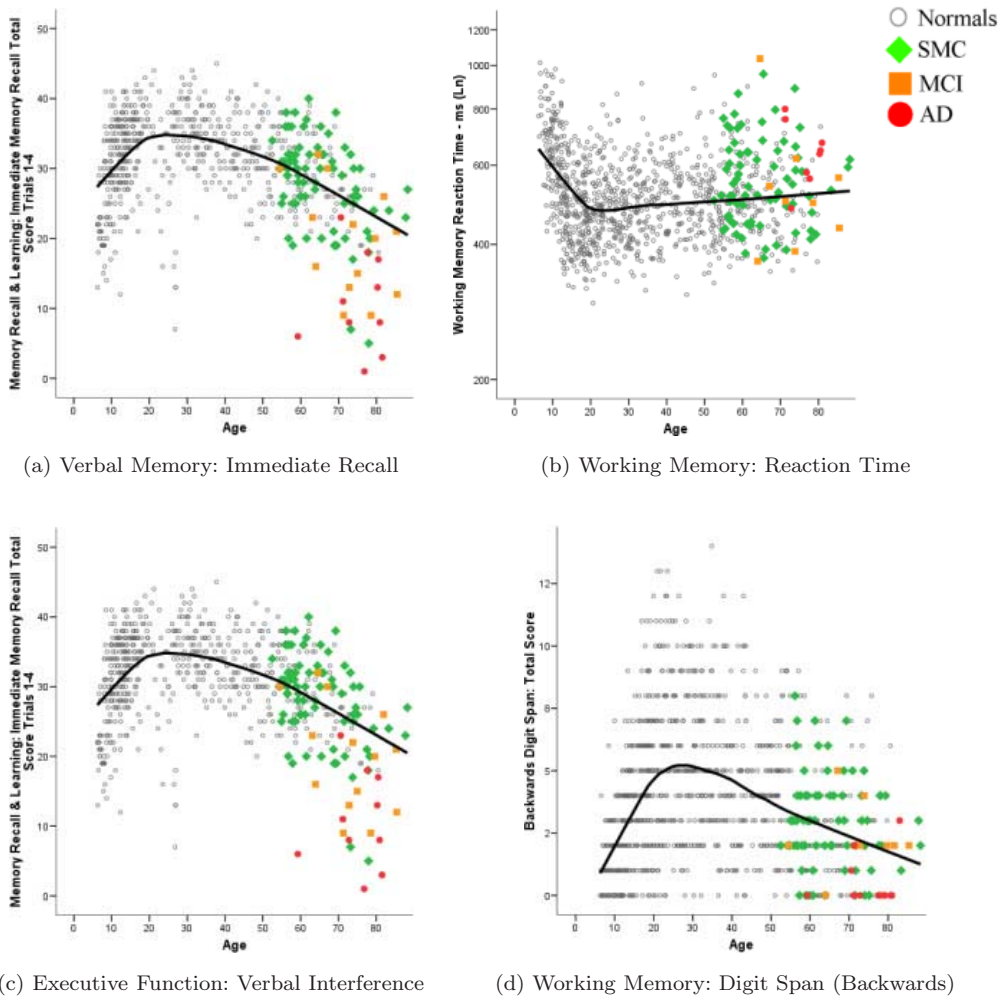 Normals
SMC
MCI
AD
Memory Recall & Learning: Immediate Memory Recall Total
Score Trials 1-4
50
40
30
20
10
0
0 10 20 30 40 50 60 70 80
Age
(a) Verbal Memory: Immediate Recall
Working Memory Reaction Time - ms (Ln)
1200
1000
800
600
400
200
0 10 20 30 40 50 60 70 80
Age
(b) Working Memory: Reaction Time
Memory Recall & Learning: Immediate Memory Recall Total
Score Trials 1-4
50
40
30
20
10
0
0 10 20 30 40 50 60 70 80
Age
(c) Executive Function: Verbal Interference
Backwards Digit Span: Total Score
12
10
8
5
2
0
0 10 20 30 40 50 60 70 80
Age
(d) Working Memory: Digit Span (Backwards)